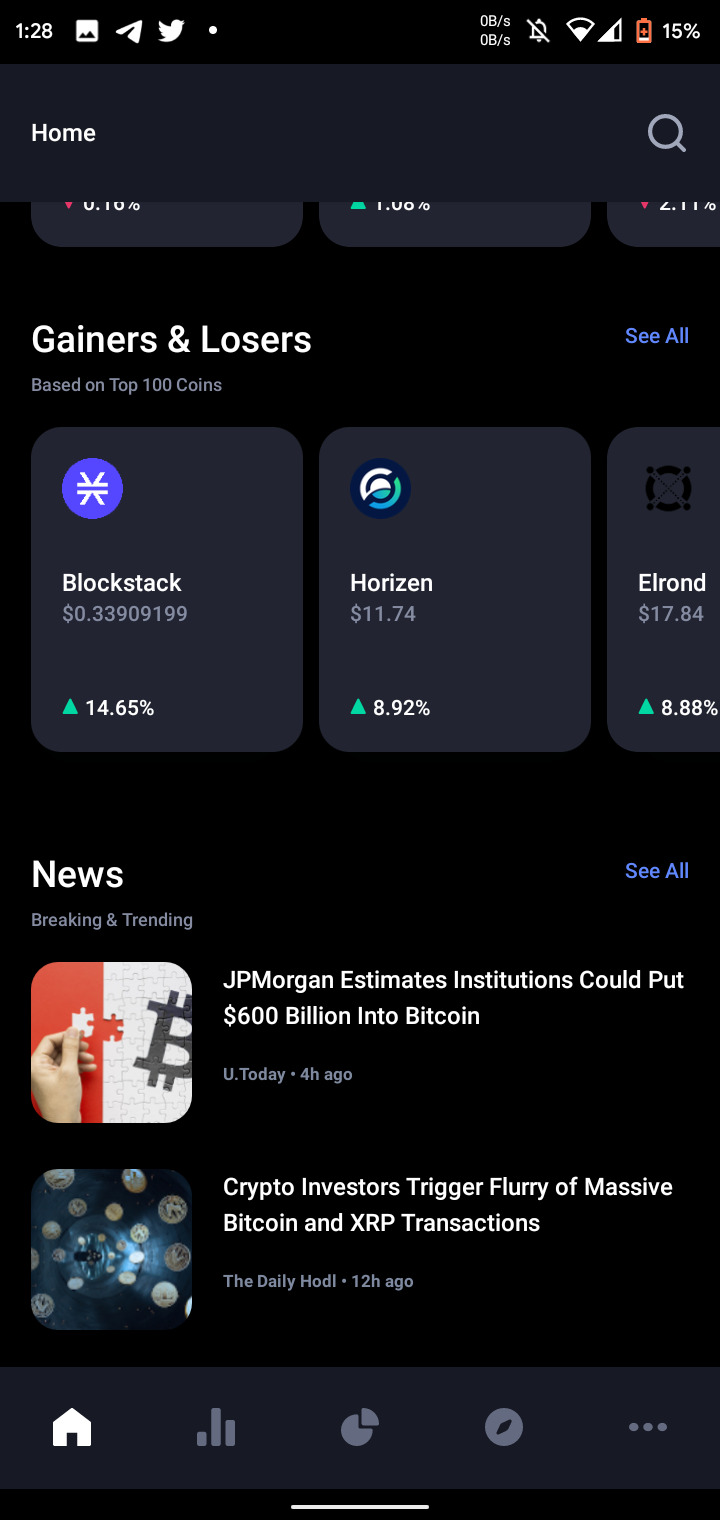 1:28
0B/s
0B/s
15%
Home
0.16%
1.08%
2.11%
Gainers & Losers
See All
Based on Top 100 Coins
Blockstack
$0.33909199
14.65%
Horizen
$11.74
8.92%
Elrond
$17.84
8.88%
News
See All
Breaking & Trending
JPMorgan Estimates Institutions Could Put
$600 Billion Into Bitcoin
U.Today • 4h ago
Crypto Investors Trigger Flurry of Massive
Bitcoin and XRP Transactions
The Daily Hodl • 12h ago